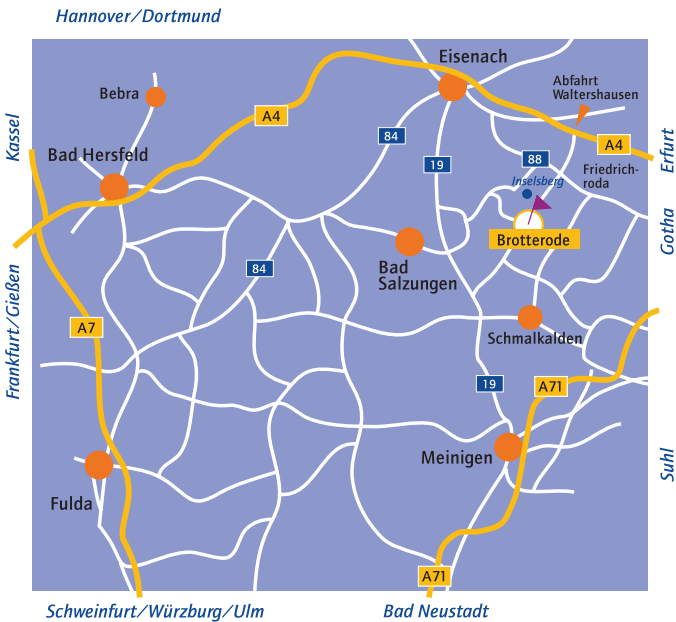 Hannover/Dortmund
Eisenach
Abfahrt
Waltershausen
Bebra
A4
Kassel
84
A4
Erfurt
Bad Hersfeld
19
88
Friedrich-
roda
Inselsberg
Gotha
Brotterode
Bad
Salzungen
84
Frankfurt/Gießen
A7
Schmalkalden
19
A71
Meinigen
Suhl
Fulda
A71
Schweinfurt/Würzburg/Ulm
Bad Neustadt